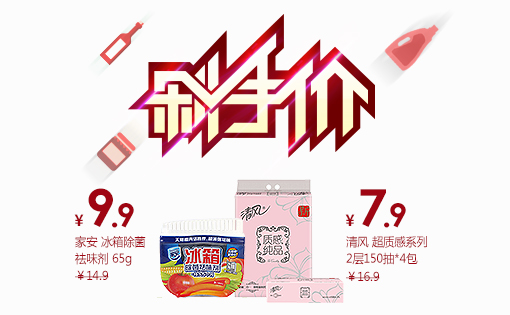 剁手价
¥9.9
家安 冰箱除菌
祛味剂 65g
¥14.9
冰箱
清风
质感
纯品
¥7.9
清风 超质感系列
2层150抽*4包
¥16.9